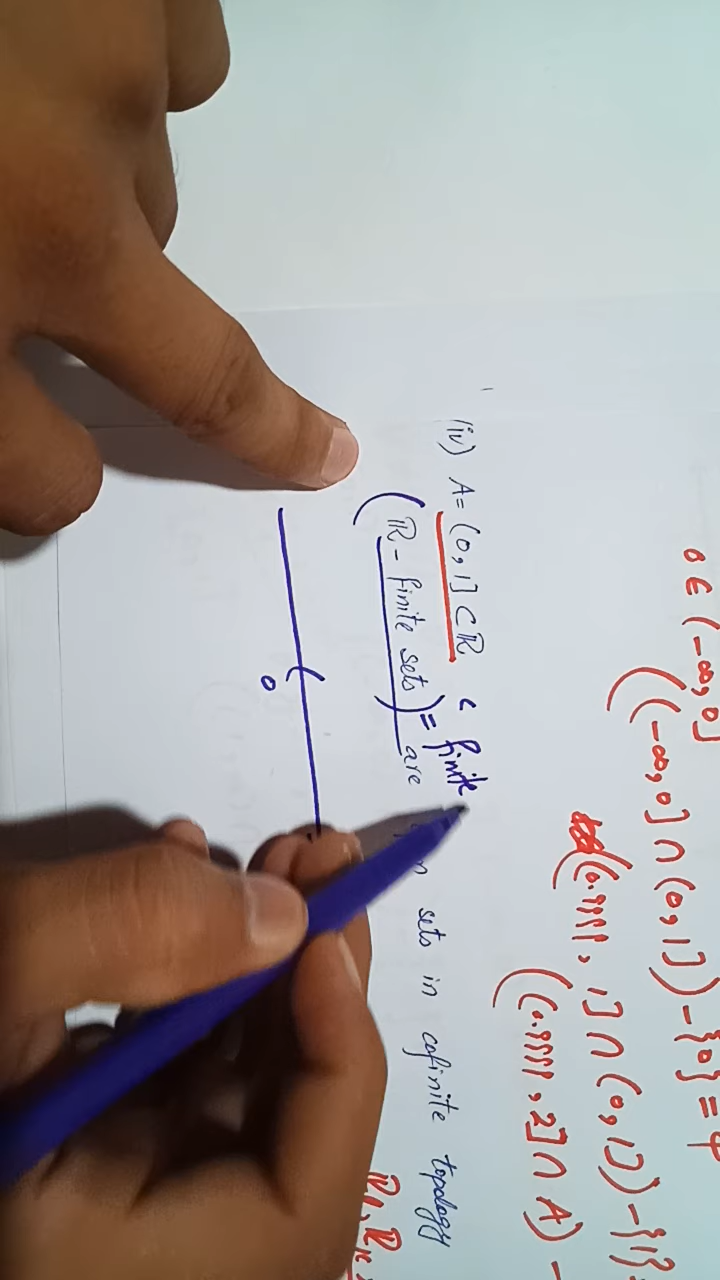 0 ∈ (-∞, 0]
((-∞, 0] ∩ (0, 1]) - {0} = φ
(0.9999, 1] ∩ (0, 1]) - {1}
((0.9999, 2] ∩ A) -
(iv) A = (0, 1] ⊂ ℝ
(ℝ - finite sets)ᶜ = finite
are sets in cofinite topology
0